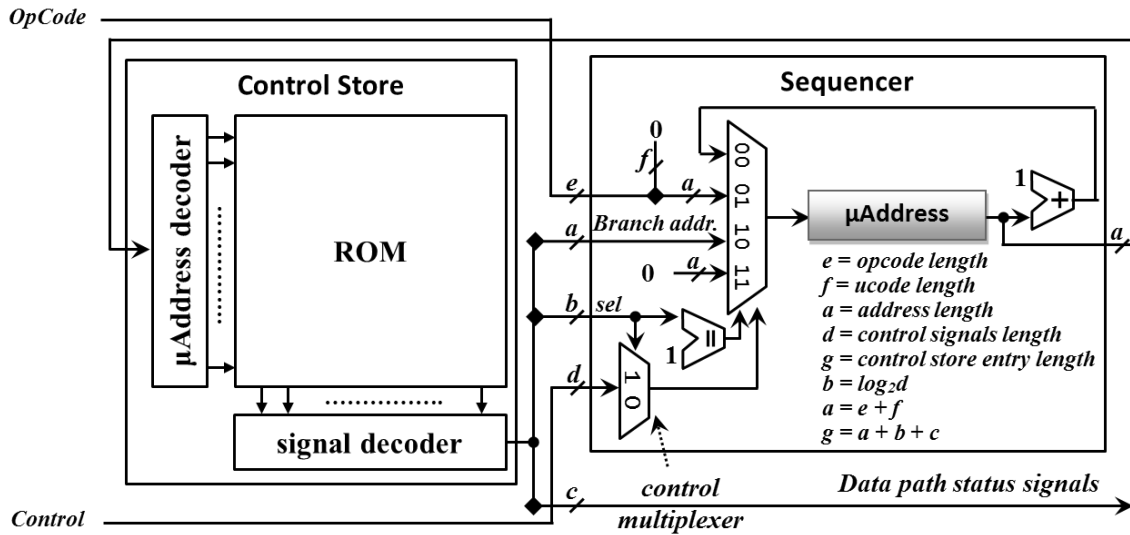 OpCode
Control Store
Sequencer
μAddress decoder
ROM
signal decoder
0
f
e
a
a
Branch addr.
0
a
b
sel
1
d
00
01
10
11
=
1 0
μAddress
1
+
a
e = opcode length
f = ucode length
a = address length
d = control signals length
g = control store entry length
b = log₂d
a = e + f
g = a + b + c
control
multiplexer
c
Data path status signals
Control